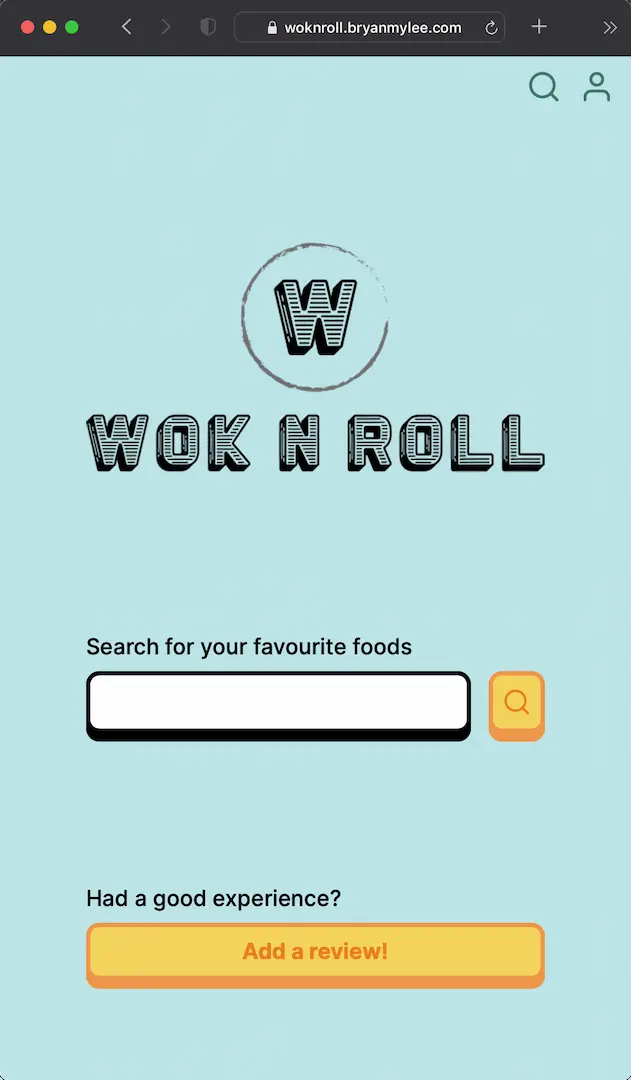 woknroll.bryanmylee.com
W
WOK N ROLL
Search for your favourite foods
Had a good experience?
Add a review!